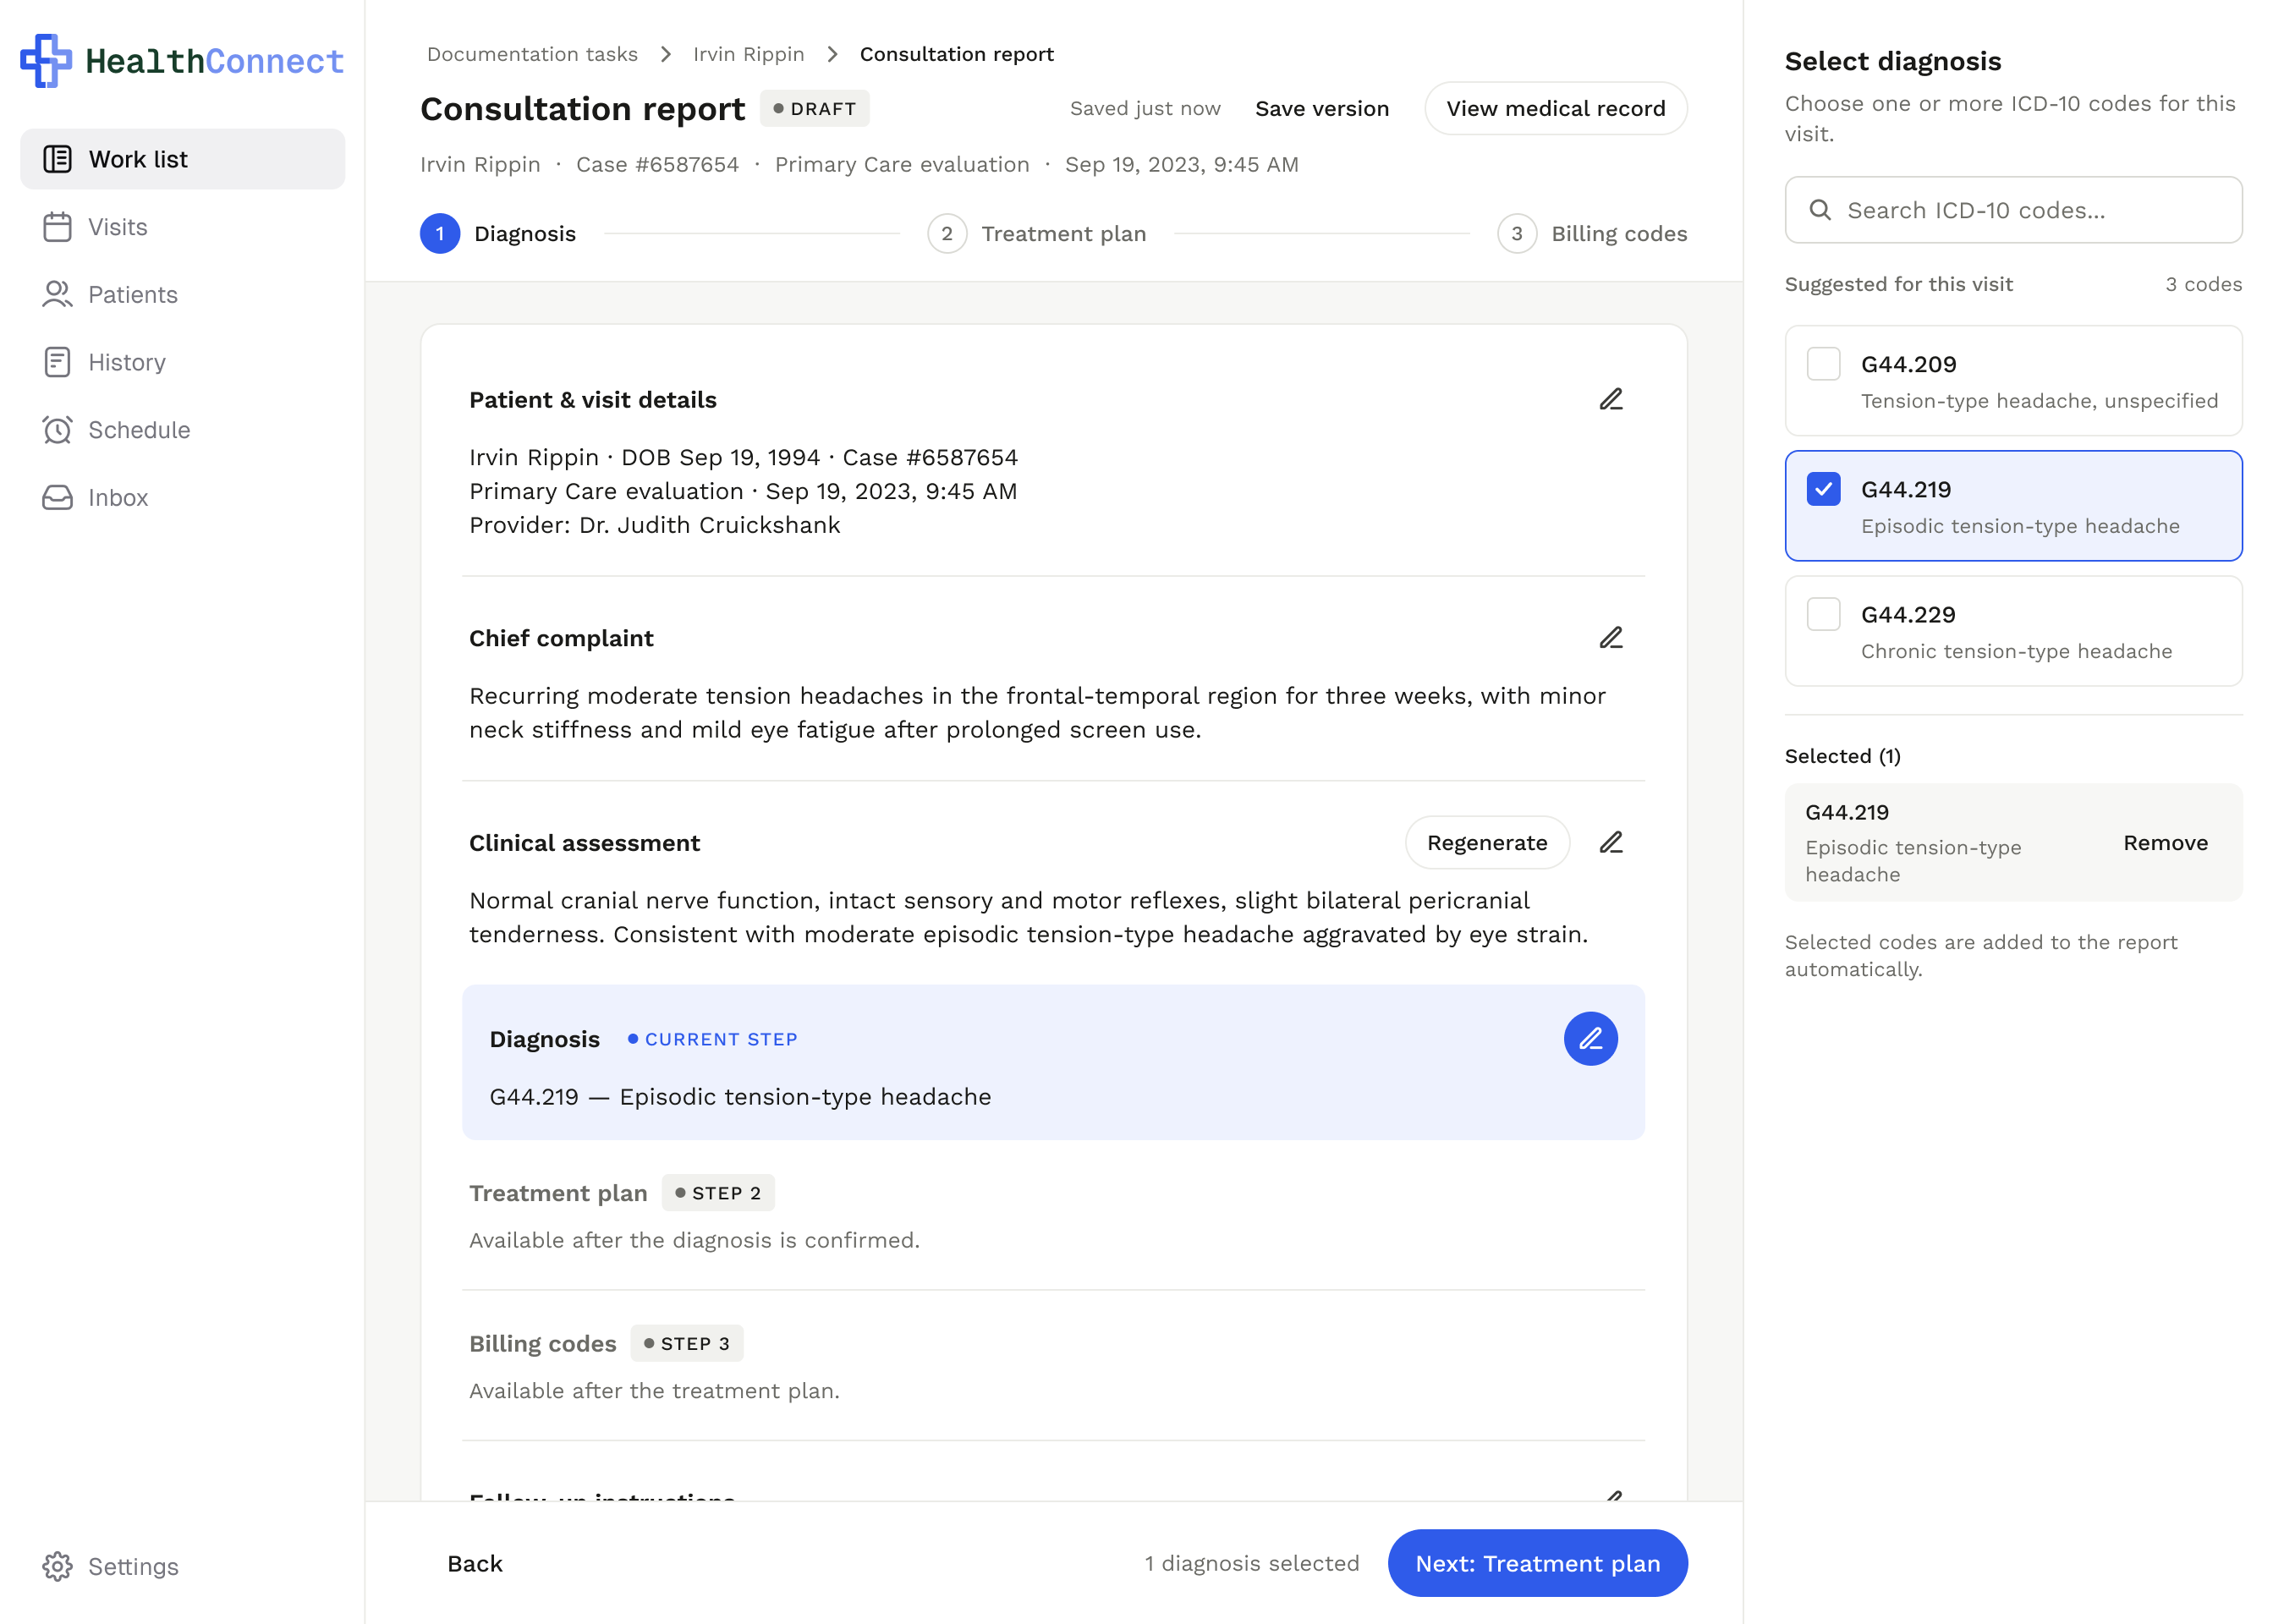 HealthConnect
Work list
Visits
Patients
History
Schedule
Inbox
Settings
Documentation tasks > Irvin Rippin > Consultation report
Consultation report
DRAFT
Saved just now
Save version
View medical record
Irvin Rippin · Case #6587654 · Primary Care evaluation · Sep 19, 2023, 9:45 AM
1 Diagnosis
2 Treatment plan
3 Billing codes
Patient & visit details
Irvin Rippin · DOB Sep 19, 1994 · Case #6587654
Primary Care evaluation · Sep 19, 2023, 9:45 AM
Provider: Dr. Judith Cruickshank
Chief complaint
Recurring moderate tension headaches in the frontal-temporal region for three weeks, with minor
neck stiffness and mild eye fatigue after prolonged screen use.
Clinical assessment
Regenerate
Normal cranial nerve function, intact sensory and motor reflexes, slight bilateral pericranial
tenderness. Consistent with moderate episodic tension-type headache aggravated by eye strain.
Diagnosis
CURRENT STEP
G44.219 — Episodic tension-type headache
Treatment plan
STEP 2
Available after the diagnosis is confirmed.
Billing codes
STEP 3
Available after the treatment plan.
Follow-up instructions
Back
1 diagnosis selected
Next: Treatment plan
Select diagnosis
Choose one or more ICD-10 codes for this
visit.
Search ICD-10 codes...
Suggested for this visit
3 codes
G44.209
Tension-type headache, unspecified
G44.219
Episodic tension-type headache
G44.229
Chronic tension-type headache
Selected (1)
G44.219
Episodic tension-type
headache
Remove
Selected codes are added to the report
automatically.